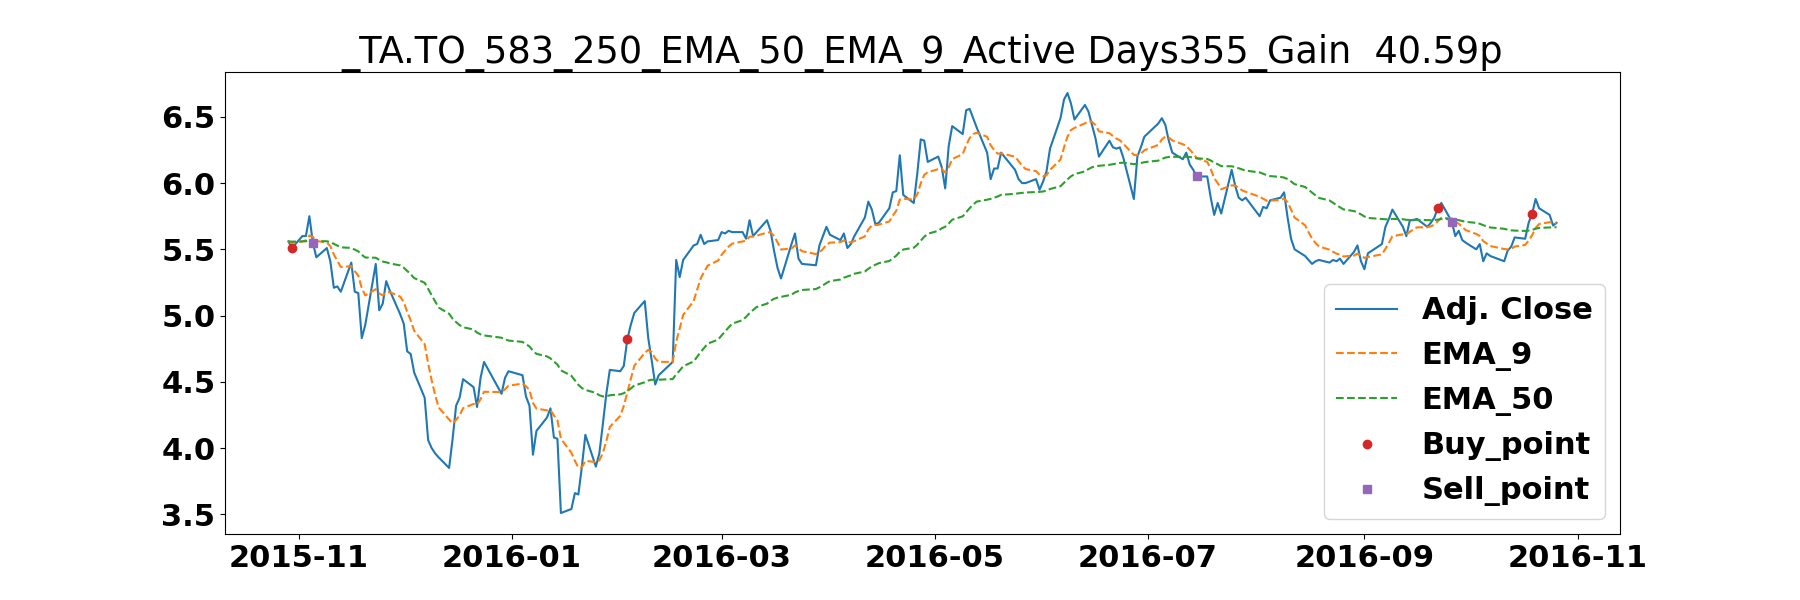 _TA.TO_583_250_EMA_50_EMA_9_Active Days355_Gain  40.59p
6.5
6.0
5.5
5.0
4.5
4.0
3.5
2015-11 2016-01 2016-03 2016-05 2016-07 2016-09 2016-11
Adj. Close
EMA_9
EMA_50
Buy_point
Sell_point